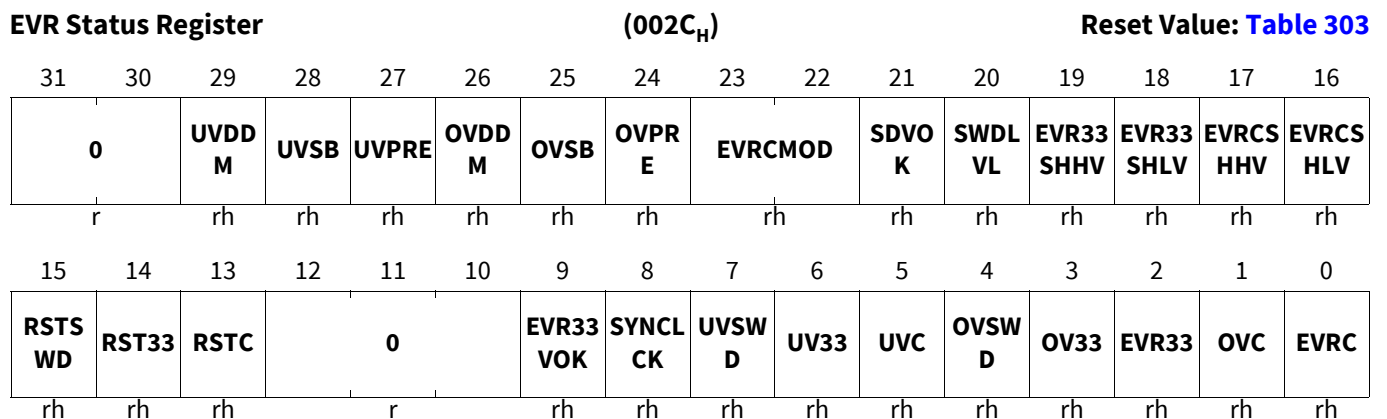 EVR Status Register (002C_H) Reset Value: Table 303
31 30 29 28 27 26 25 24 23 22 21 20 19 18 17 16
0 UVDD M UVSB UVPRE OVDD M OVSB OVPR E EVRCMOD SDVO K SWDL VL EVR33 SHHV EVR33 SHLV EVRCS HHV EVRCS HLV
r rh rh rh rh rh rh rh rh rh rh rh rh rh
15 14 13 12 11 10 9 8 7 6 5 4 3 2 1 0
RSTS WD RST33 RSTC 0 EVR33 VOK SYNCL CK UVSW D UV33 UVC OVSW D OV33 EVR33 OVC EVRC
rh rh rh r rh rh rh rh rh rh rh rh rh rh